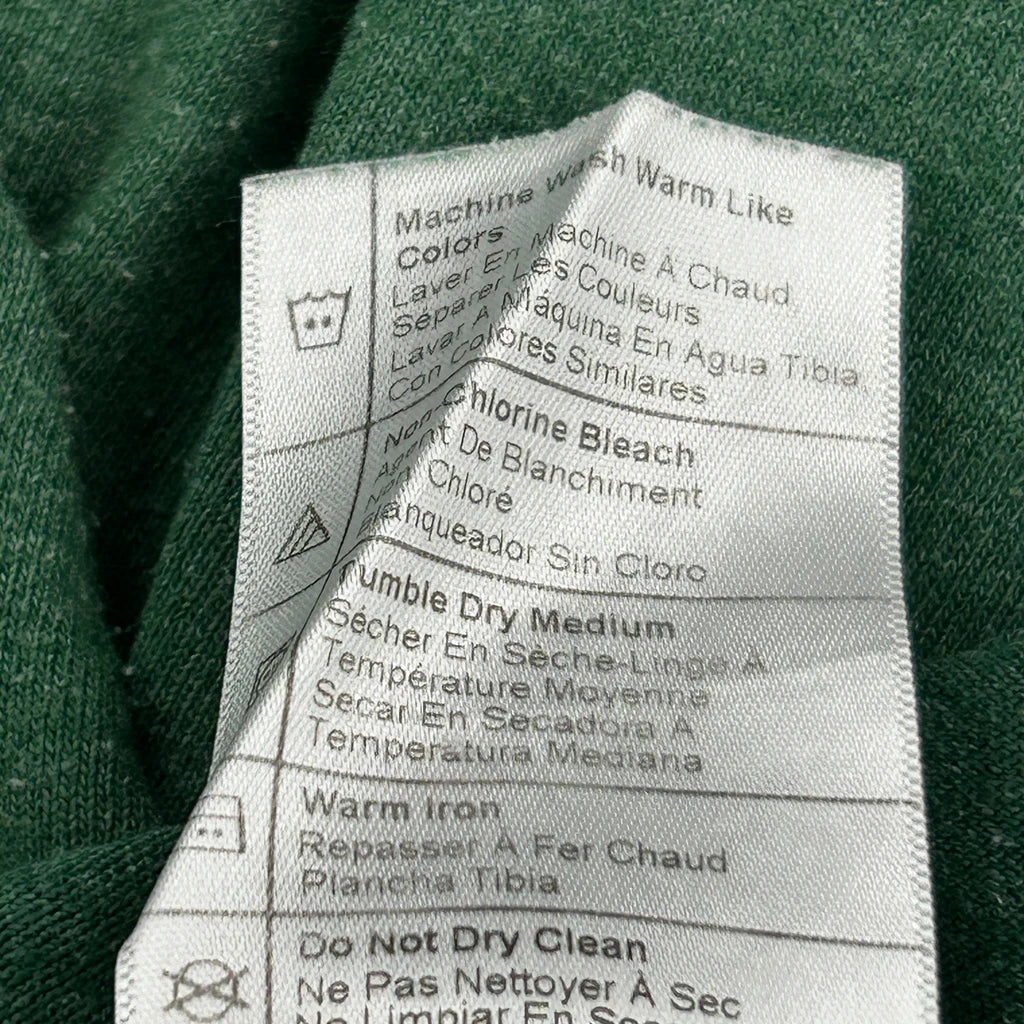 Machine Wash Warm Like
Colors
Laver En Machine À Chaud
Séparer Les Couleurs
Lavar A Máquina En Agua Tibia
Con Colores Similares
Non Chlorine Bleach
Agent De Blanchiment
Non Chloré
Blanqueador Sin Cloro
Tumble Dry Medium
Sécher En Sèche-Linge À
Température Moyenne
Secar En Secadora A
Temperatura Mediana
Warm Iron
Repasser À Fer Chaud
Plancha Tibia
Do Not Dry Clean
Ne Pas Nettoyer À Sec
No Limpiar En